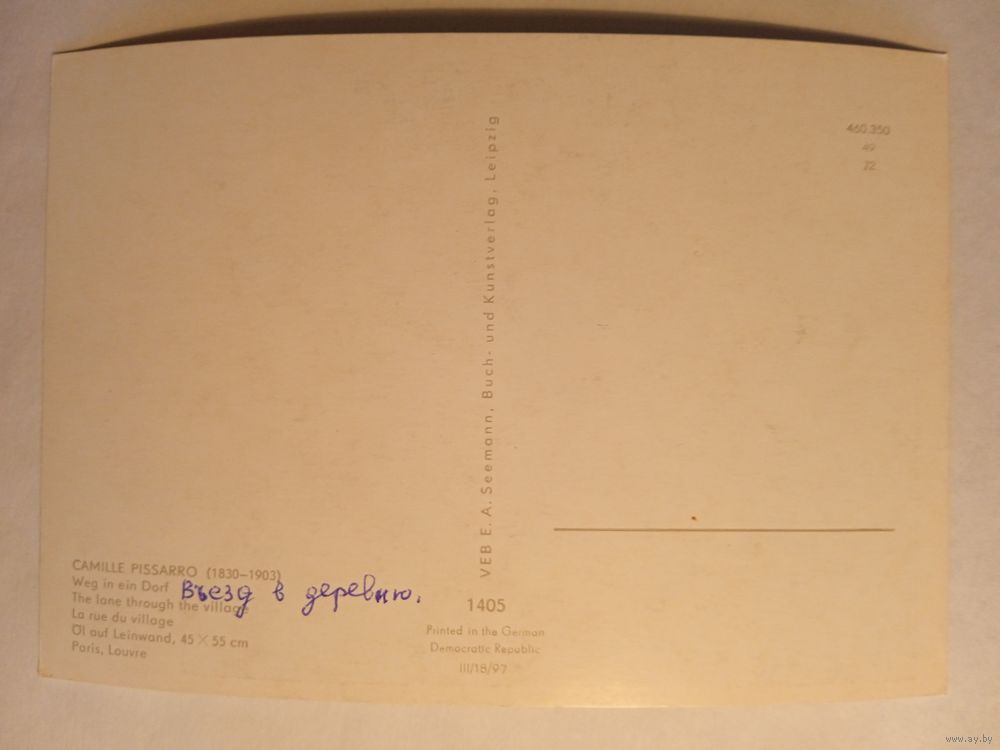 CAMILLE PISSARRO (1830–1903)
Weg in ein Dorf Въезд в деревню.
The lane through the village
La rue du village
Öl auf Leinwand, 45 × 55 cm
Paris, Louvre
VEB E. A. Seemann, Buch- und Kunstverlag, Leipzig
1405
Printed in the German
Democratic Republic
III/18/97
460.350
49
72
www.ay.by